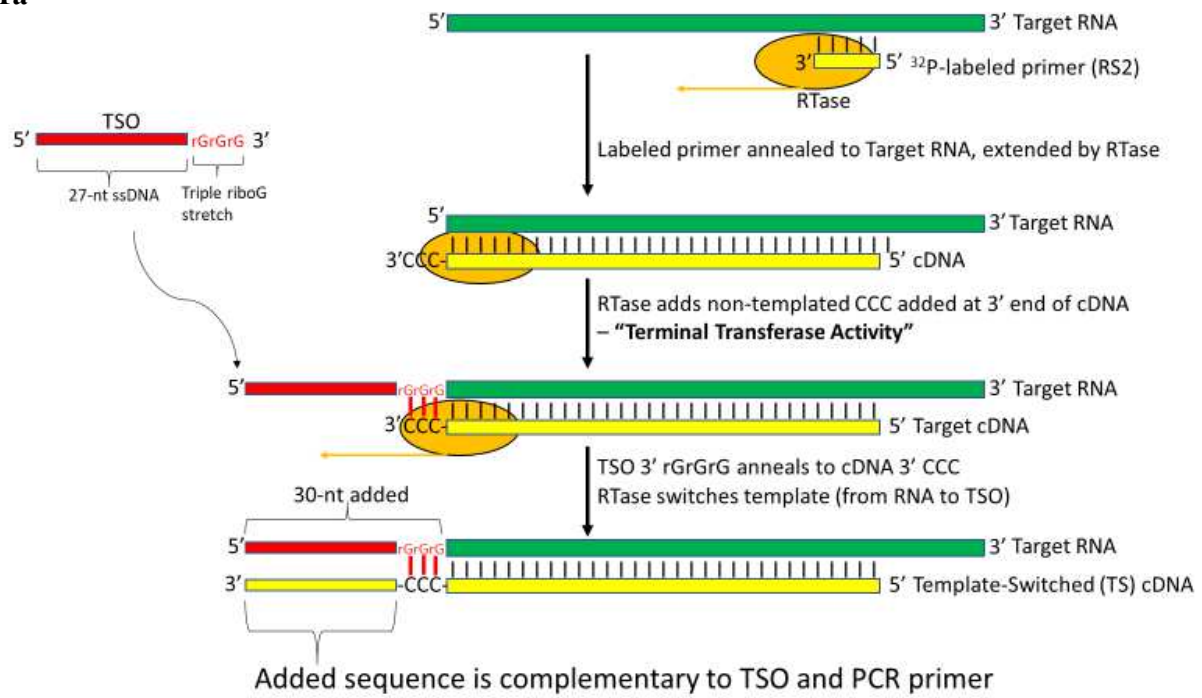 5′ 3′ Target RNA
3′ 5′ ³²P-labeled primer (RS2)
RTase
TSO
5′ rGrGrG 3′
27-nt ssDNA
Triple riboG
stretch
Labeled primer annealed to Target RNA, extended by RTase
5′ 3′ Target RNA
3′CCC- 5′ cDNA
RTase adds non-templated CCC added at 3′ end of cDNA
– “Terminal Transferase Activity”
5′ rGrGrG 3′ Target RNA
3′CCC- 5′ Target cDNA
TSO 3′ rGrGrG anneals to cDNA 3′ CCC
RTase switches template (from RNA to TSO)
30-nt added
5′ rGrGrG 3′ Target RNA
3′ -CCC- 5′ Template-Switched (TS) cDNA
Added sequence is complementary to TSO and PCR primer